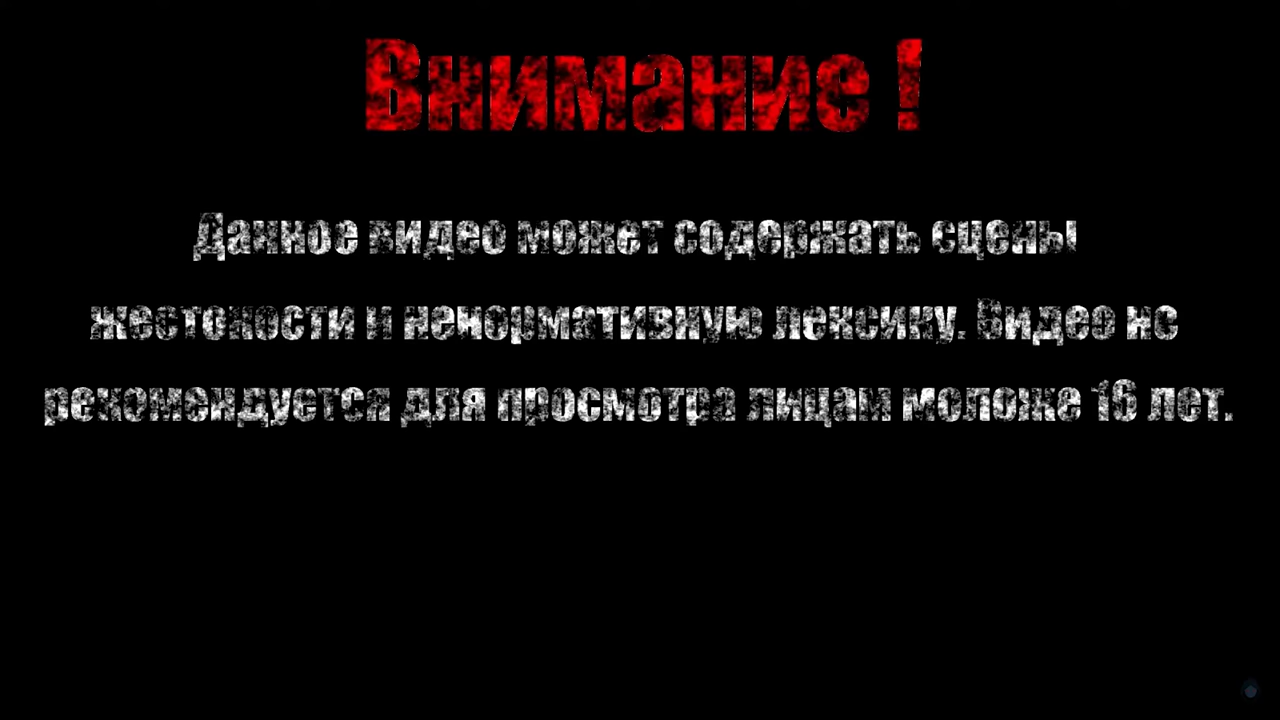 Внимание !
Данное видео может содержать сцены
жестокости и ненормативную лексику. Видео не
рекомендуется для просмотра лицам моложе 16 лет.